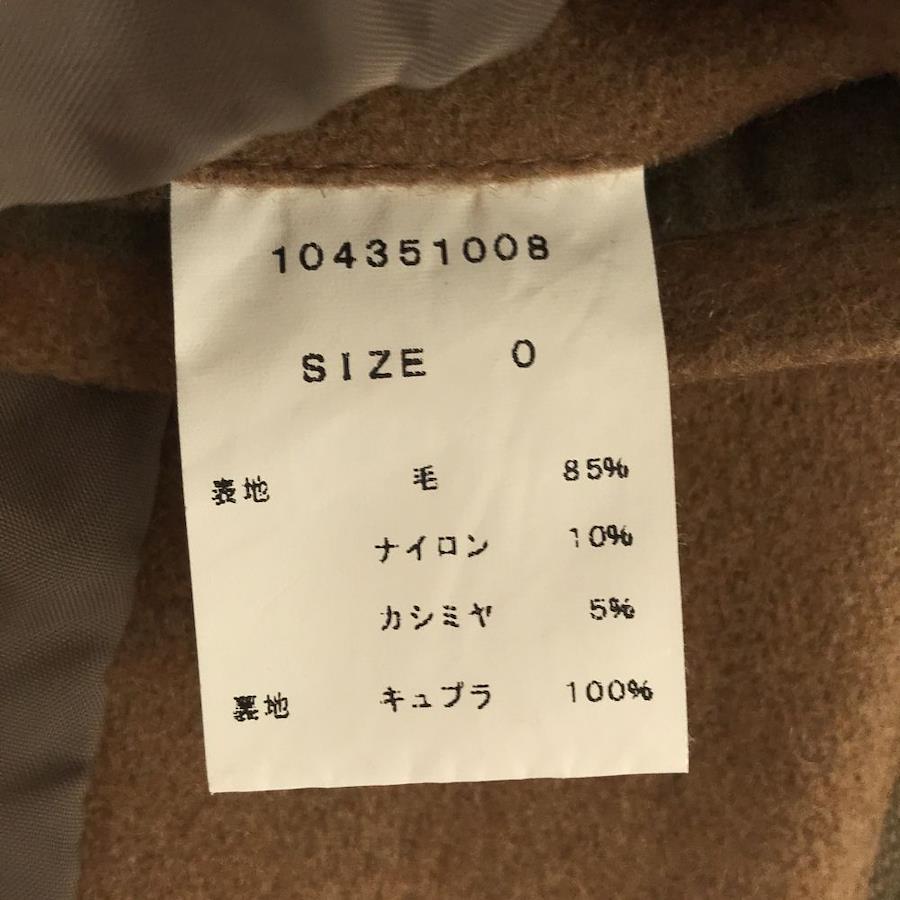 104351008
SIZE 0
表地 毛 85%
ナイロン 10%
カシミヤ 5%
裏地 キュプラ 100%